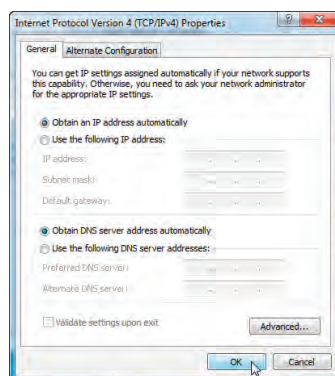 Internet Protocol Version 4 (TCP/IPv4) Properties
General Alternate Configuration
You can get IP settings assigned automatically if your network supports
this capability. Otherwise, you need to ask your network administrator
for the appropriate IP settings.
Obtain an IP address automatically
Use the following IP address:
IP address:
Subnet mask:
Default gateway:
Obtain DNS server address automatically
Use the following DNS server addresses:
Preferred DNS server:
Alternate DNS server:
Validate settings upon exit
Advanced...
OK Cancel